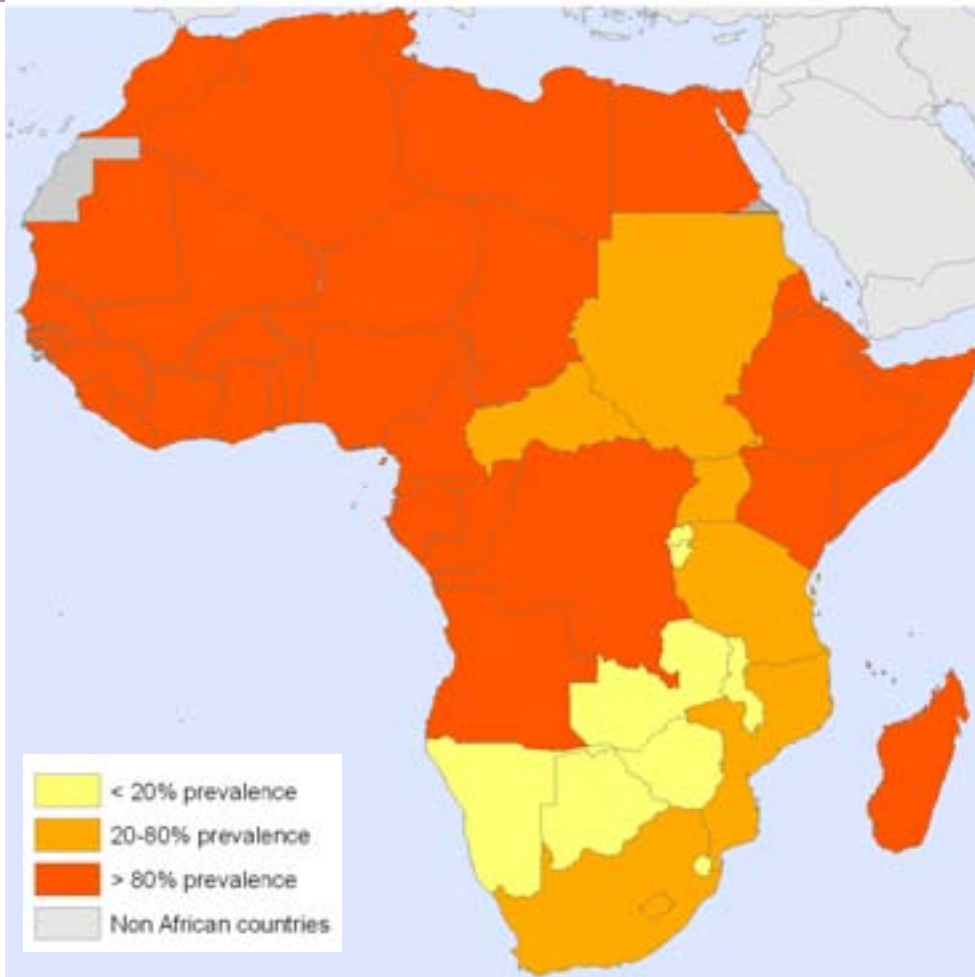 < 20% prevalence
20-80% prevalence
> 80% prevalence
Non African countries